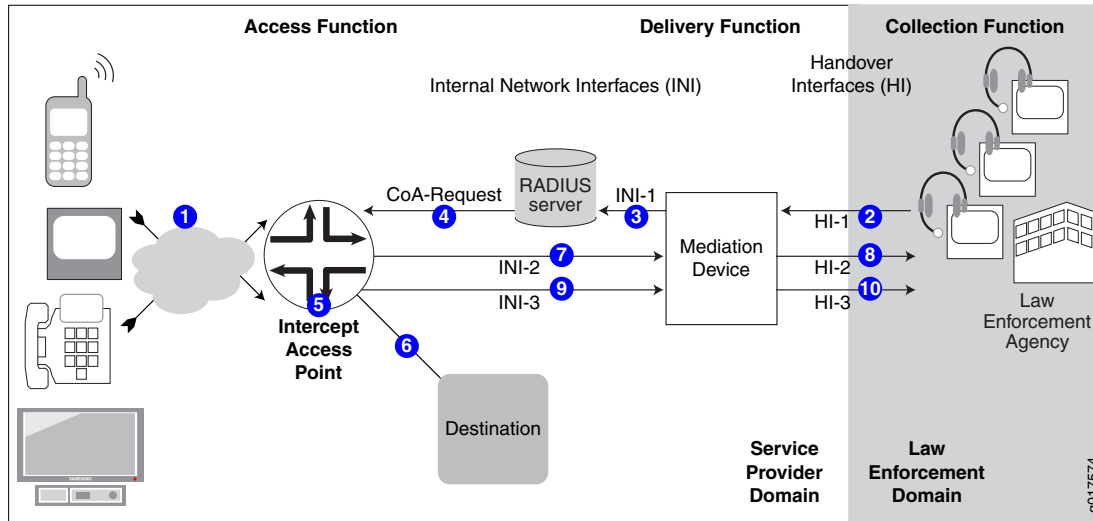 Access Function
Delivery Function
Collection Function
Internal Network Interfaces (INI)
Handover
Interfaces (HI)
CoA-Request
RADIUS
server
INI-1
1
4
3
HI-1
2
Mediation
Device
INI-2
7
HI-2
8
INI-3
9
HI-3
10
5
Intercept
Access
Point
6
Law
Enforcement
Agency
Destination
Service
Provider
Domain
Law
Enforcement
Domain
SAMSUNG
g017574